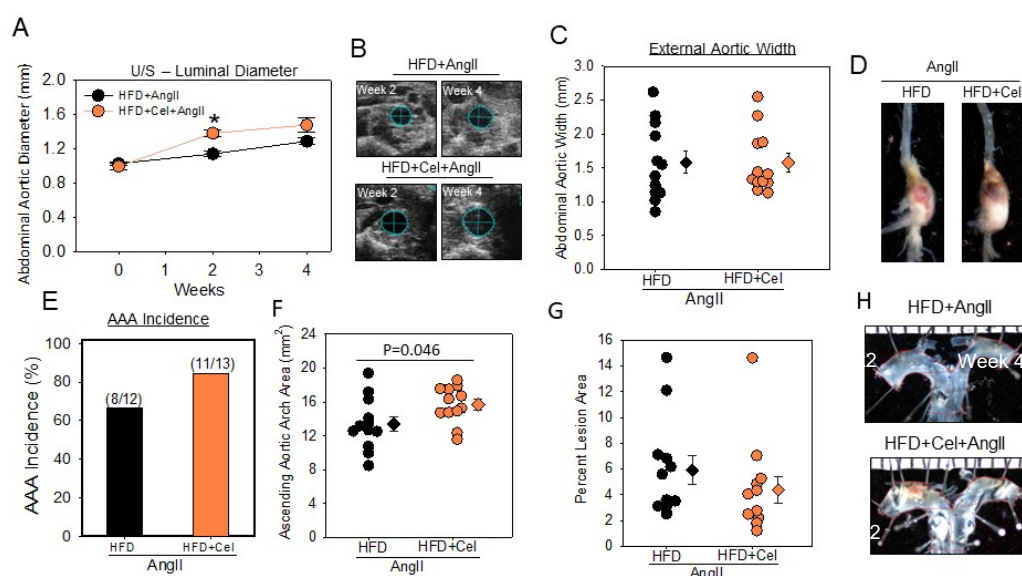 A
U/S – Luminal Diameter
Abdominal Aortic Diameter (mm)
2.0
1.6
1.2
0.8
0.4
0.0
HFD+AngII
HFD+Cel+AngII
*
0
1
2
3
4
Weeks
B
HFD+AngII
Week 2
Week 4
HFD+Cel+AngII
Week 2
Week 4
C
External Aortic Width
Abdominal Aortic Width (mm)
3.0
2.5
2.0
1.5
1.0
0.5
0.0
HFD
HFD+Cel
AngII
D
AngII
HFD
HFD+Cel
E
AAA Incidence
AAA Incidence (%)
100
80
60
40
20
0
(8/12)
(11/13)
HFD
HFD+Cel
AngII
F
Ascending Aortic Arch Area (mm²)
24
20
16
12
8
4
0
P=0.046
HFD
HFD+Cel
AngII
G
Percent Lesion Area
16
14
12
10
8
6
4
2
0
HFD
HFD+Cel
AngII
H
HFD+AngII
2
Week 4
HFD+Cel+AngII
2